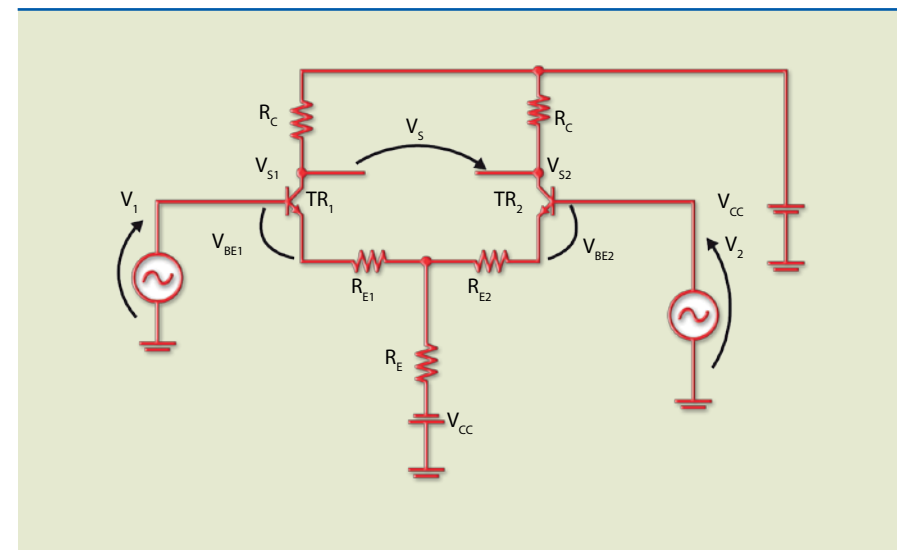 R_C
V_S
R_C
V_S1
V_S2
V_1
TR_1
TR_2
V_CC
V_BE1
V_BE2
V_2
R_E1
R_E2
R_E
V_CC